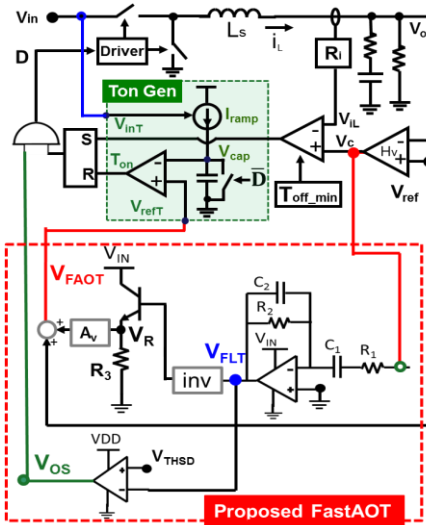 Vin
Ls
iL
Vo
D
Driver
Ri
Ton Gen
Iramp
VinT
ViL
S
R
Ton
Vcap
Vc
Hv
D
Toff_min
Vref
VrefT
VIN
C2
VFAOT
R2
VIN
C1
R1
Av
VR
VFLT
R3
inv
VDD
VOS
VTHSD
Proposed FastAOT